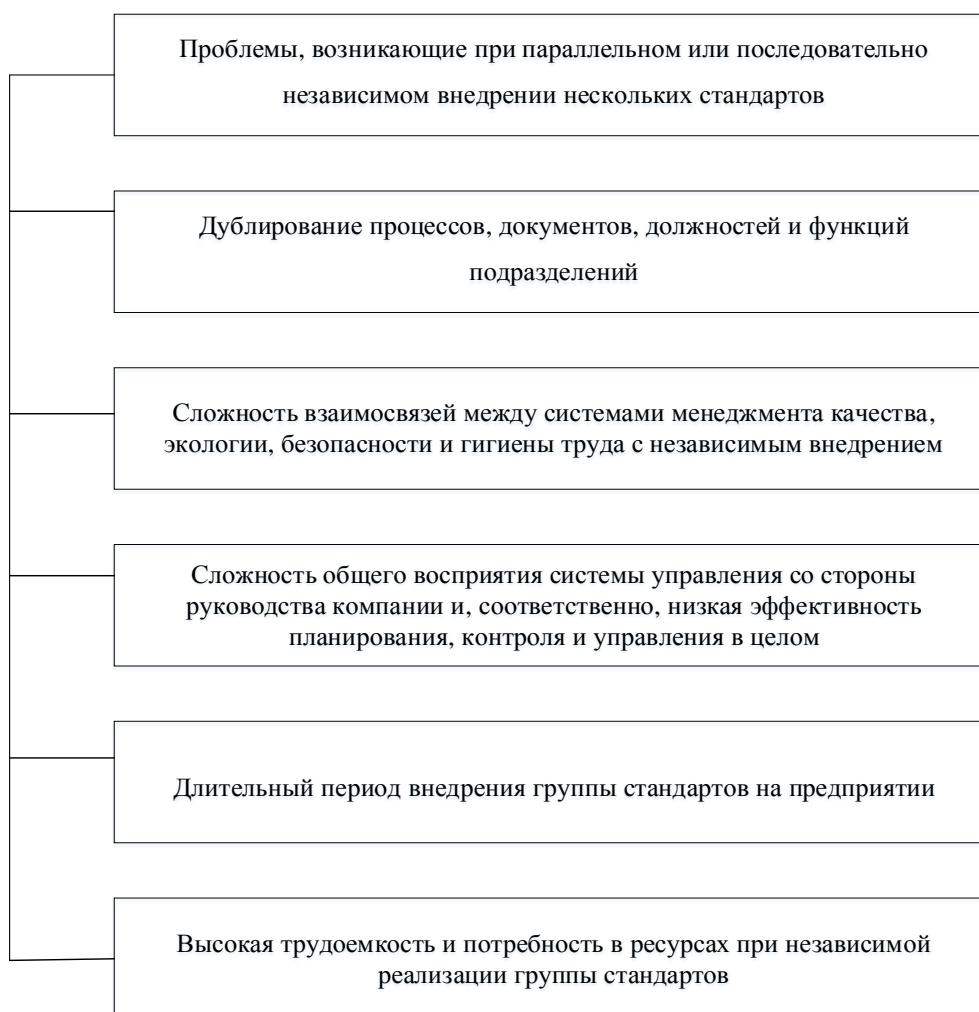 Проблемы, возникающие при параллельном или последовательно
независимом внедрении нескольких стандартов
Дублирование процессов, документов, должностей и функций
подразделений
Сложность взаимосвязей между системами менеджмента качества,
экологии, безопасности и гигиены труда с независимым внедрением
Сложность общего восприятия системы управления со стороны
руководства компании и, соответственно, низкая эффективность
планирования, контроля и управления в целом
Длительный период внедрения группы стандартов на предприятии
Высокая трудоемкость и потребность в ресурсах при независимой
реализации группы стандартов